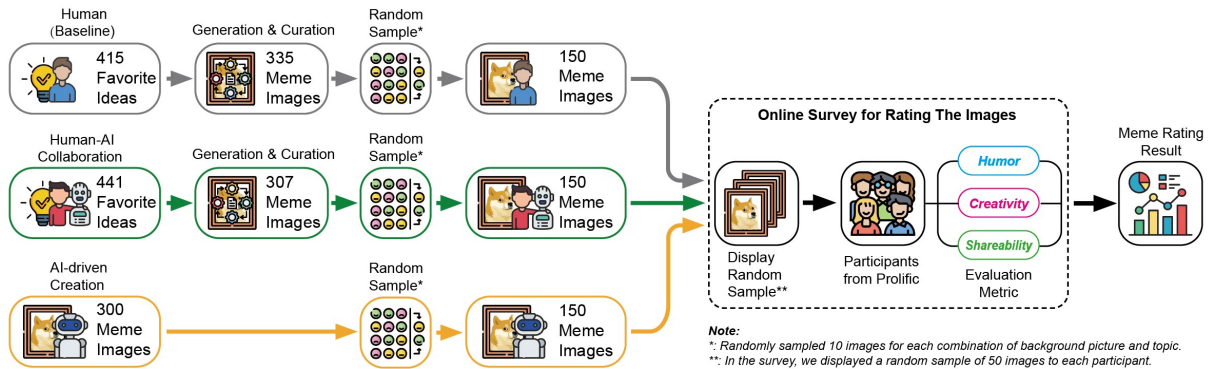 Human
(Baseline)
415
Favorite
Ideas
Generation & Curation
335
Meme
Images
Random
Sample*
150
Meme
Images
Human-AI
Collaboration
441
Favorite
Ideas
Generation & Curation
307
Meme
Images
Random
Sample*
150
Meme
Images
AI-driven
Creation
300
Meme
Images
Random
Sample*
150
Meme
Images
Online Survey for Rating The Images
Display
Random
Sample**
Participants
from Prolific
Humor
Creativity
Shareability
Evaluation
Metric
Meme Rating
Result
Note:
*: Randomly sampled 10 images for each combination of background picture and topic.
**: In the survey, we displayed a random sample of 50 images to each participant.